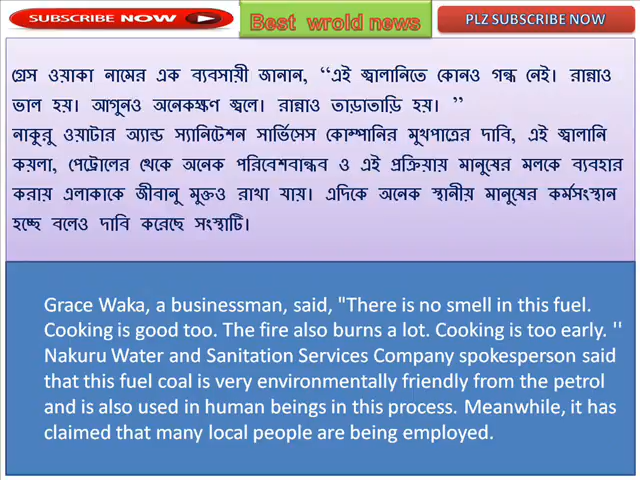 SUBSCRIBE NOW
Best wrold news
PLZ SUBSCRIBE NOW
গ্রেস ওয়াকা নামের এক ব্যবসায়ী জানান, “এই জ্বালানিতে কোনও গন্ধ নেই। রান্নাও
ভাল হয়। আগুনও অনেকক্ষণ জ্বলে। রান্নাও তাড়াতাড়ি হয়। ”
নাকুরু ওয়াটার অ্যান্ড স্যানিটেশন সার্ভিসেস কোম্পানির মুখপাত্রের দাবি, এই জ্বালানি
কয়লা, পেট্রোলের থেকে অনেক পরিবেশবান্ধব ও এই প্রক্রিয়ায় মানুষের মলকে ব্যবহার
করায় এলাকাকে জীবানু মুক্তও রাখা যায়। এদিকে অনেক স্থানীয় মানুষের কর্মসংস্থান
হচ্ছে বলেও দাবি করেছে সংস্থাটি।
Grace Waka, a businessman, said, "There is no smell in this fuel.
Cooking is good too. The fire also burns a lot. Cooking is too early. "
Nakuru Water and Sanitation Services Company spokesperson said
that this fuel coal is very environmentally friendly from the petrol
and is also used in human beings in this process. Meanwhile, it has
claimed that many local people are being employed.